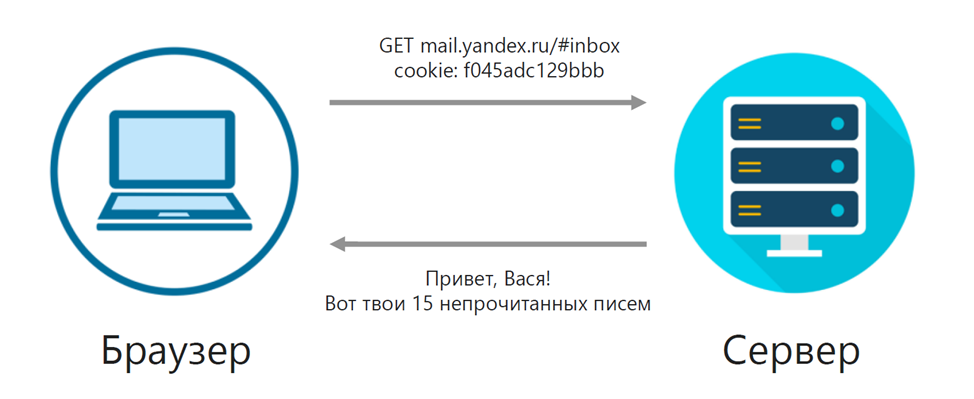 GET mail.yandex.ru/#inbox
cookie: f045adc129bbb
Привет, Вася!
Вот твои 15 непрочитанных писем
Браузер
Сервер